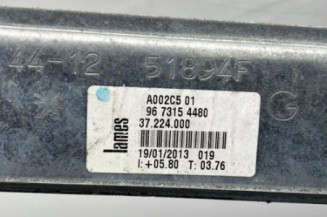 44-12 51894F
G
lames
A002C5 01
96 7315 4480
37.224.000
19/01/2013 019
I:+05.80 T: 03.76